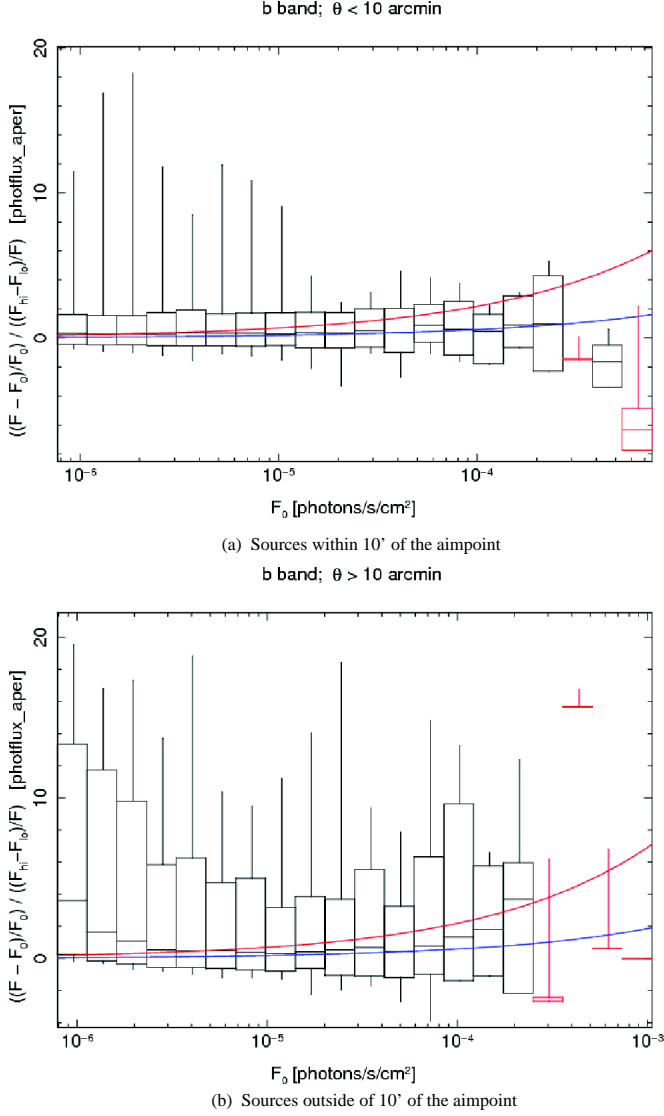 b band; θ < 10 arcmin
((F − F₀)/F₀) / ((Fₕᵢ−Fₗₒ)/F) [photflux_aper]
20
10
0
10⁻⁶
10⁻⁵
10⁻⁴
F₀ [photons/s/cm²]
(a) Sources within 10’ of the aimpoint
b band; θ > 10 arcmin
((F − F₀)/F₀) / ((Fₕᵢ−Fₗₒ)/F) [photflux_aper]
20
10
0
10⁻⁶
10⁻⁵
10⁻⁴
10⁻³
F₀ [photons/s/cm²]
(b) Sources outside of 10’ of the aimpoint